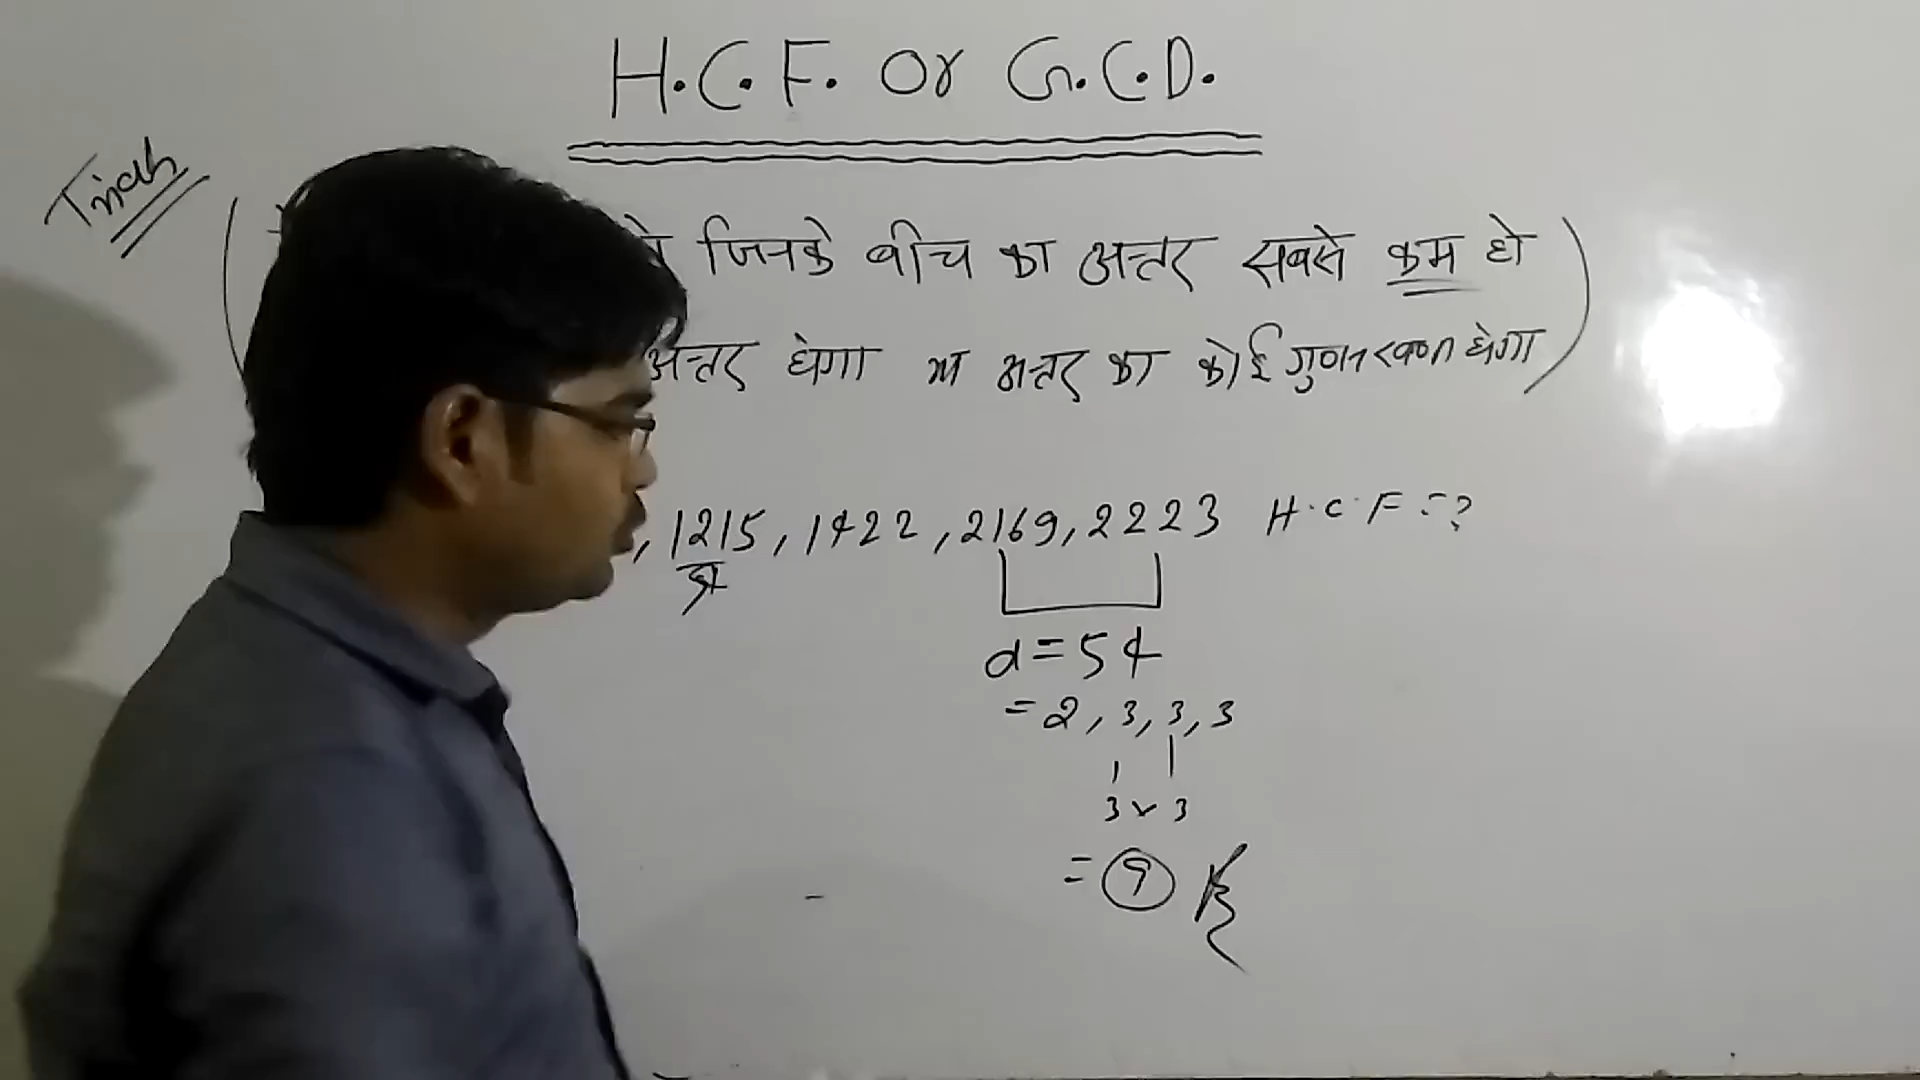 H.C.F. Or G.C.D.
Trick
जिनके बीच का अन्तर सबसे कम हो
अन्तर होगा या अन्तर का कोई गुणनखण्ड होगा
, 1215, 1422, 2169, 2223 H.C.F = ?
d = 54
= 2, 3, 3, 3
3 × 3
= 9